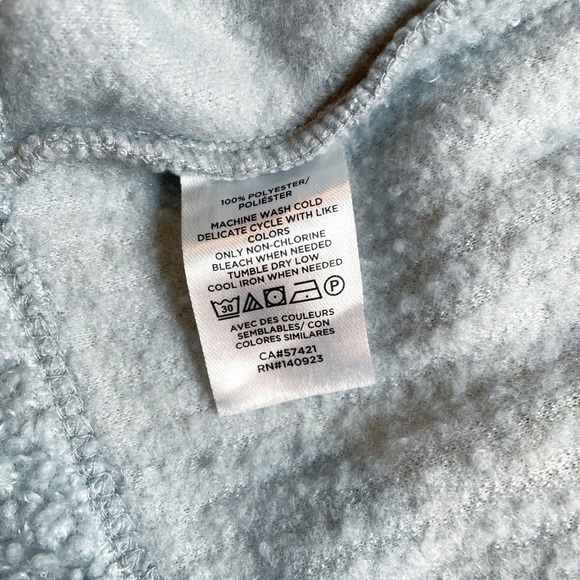 100% POLYESTER/
POLIÉSTER
MACHINE WASH COLD
DELICATE CYCLE WITH LIKE
COLORS
ONLY NON-CHLORINE
BLEACH WHEN NEEDED
TUMBLE DRY LOW
COOL IRON WHEN NEEDED
30 P
AVEC DES COULEURS
SEMBLABLES/ CON
COLORES SIMILARES
CA#57421
RN#140923